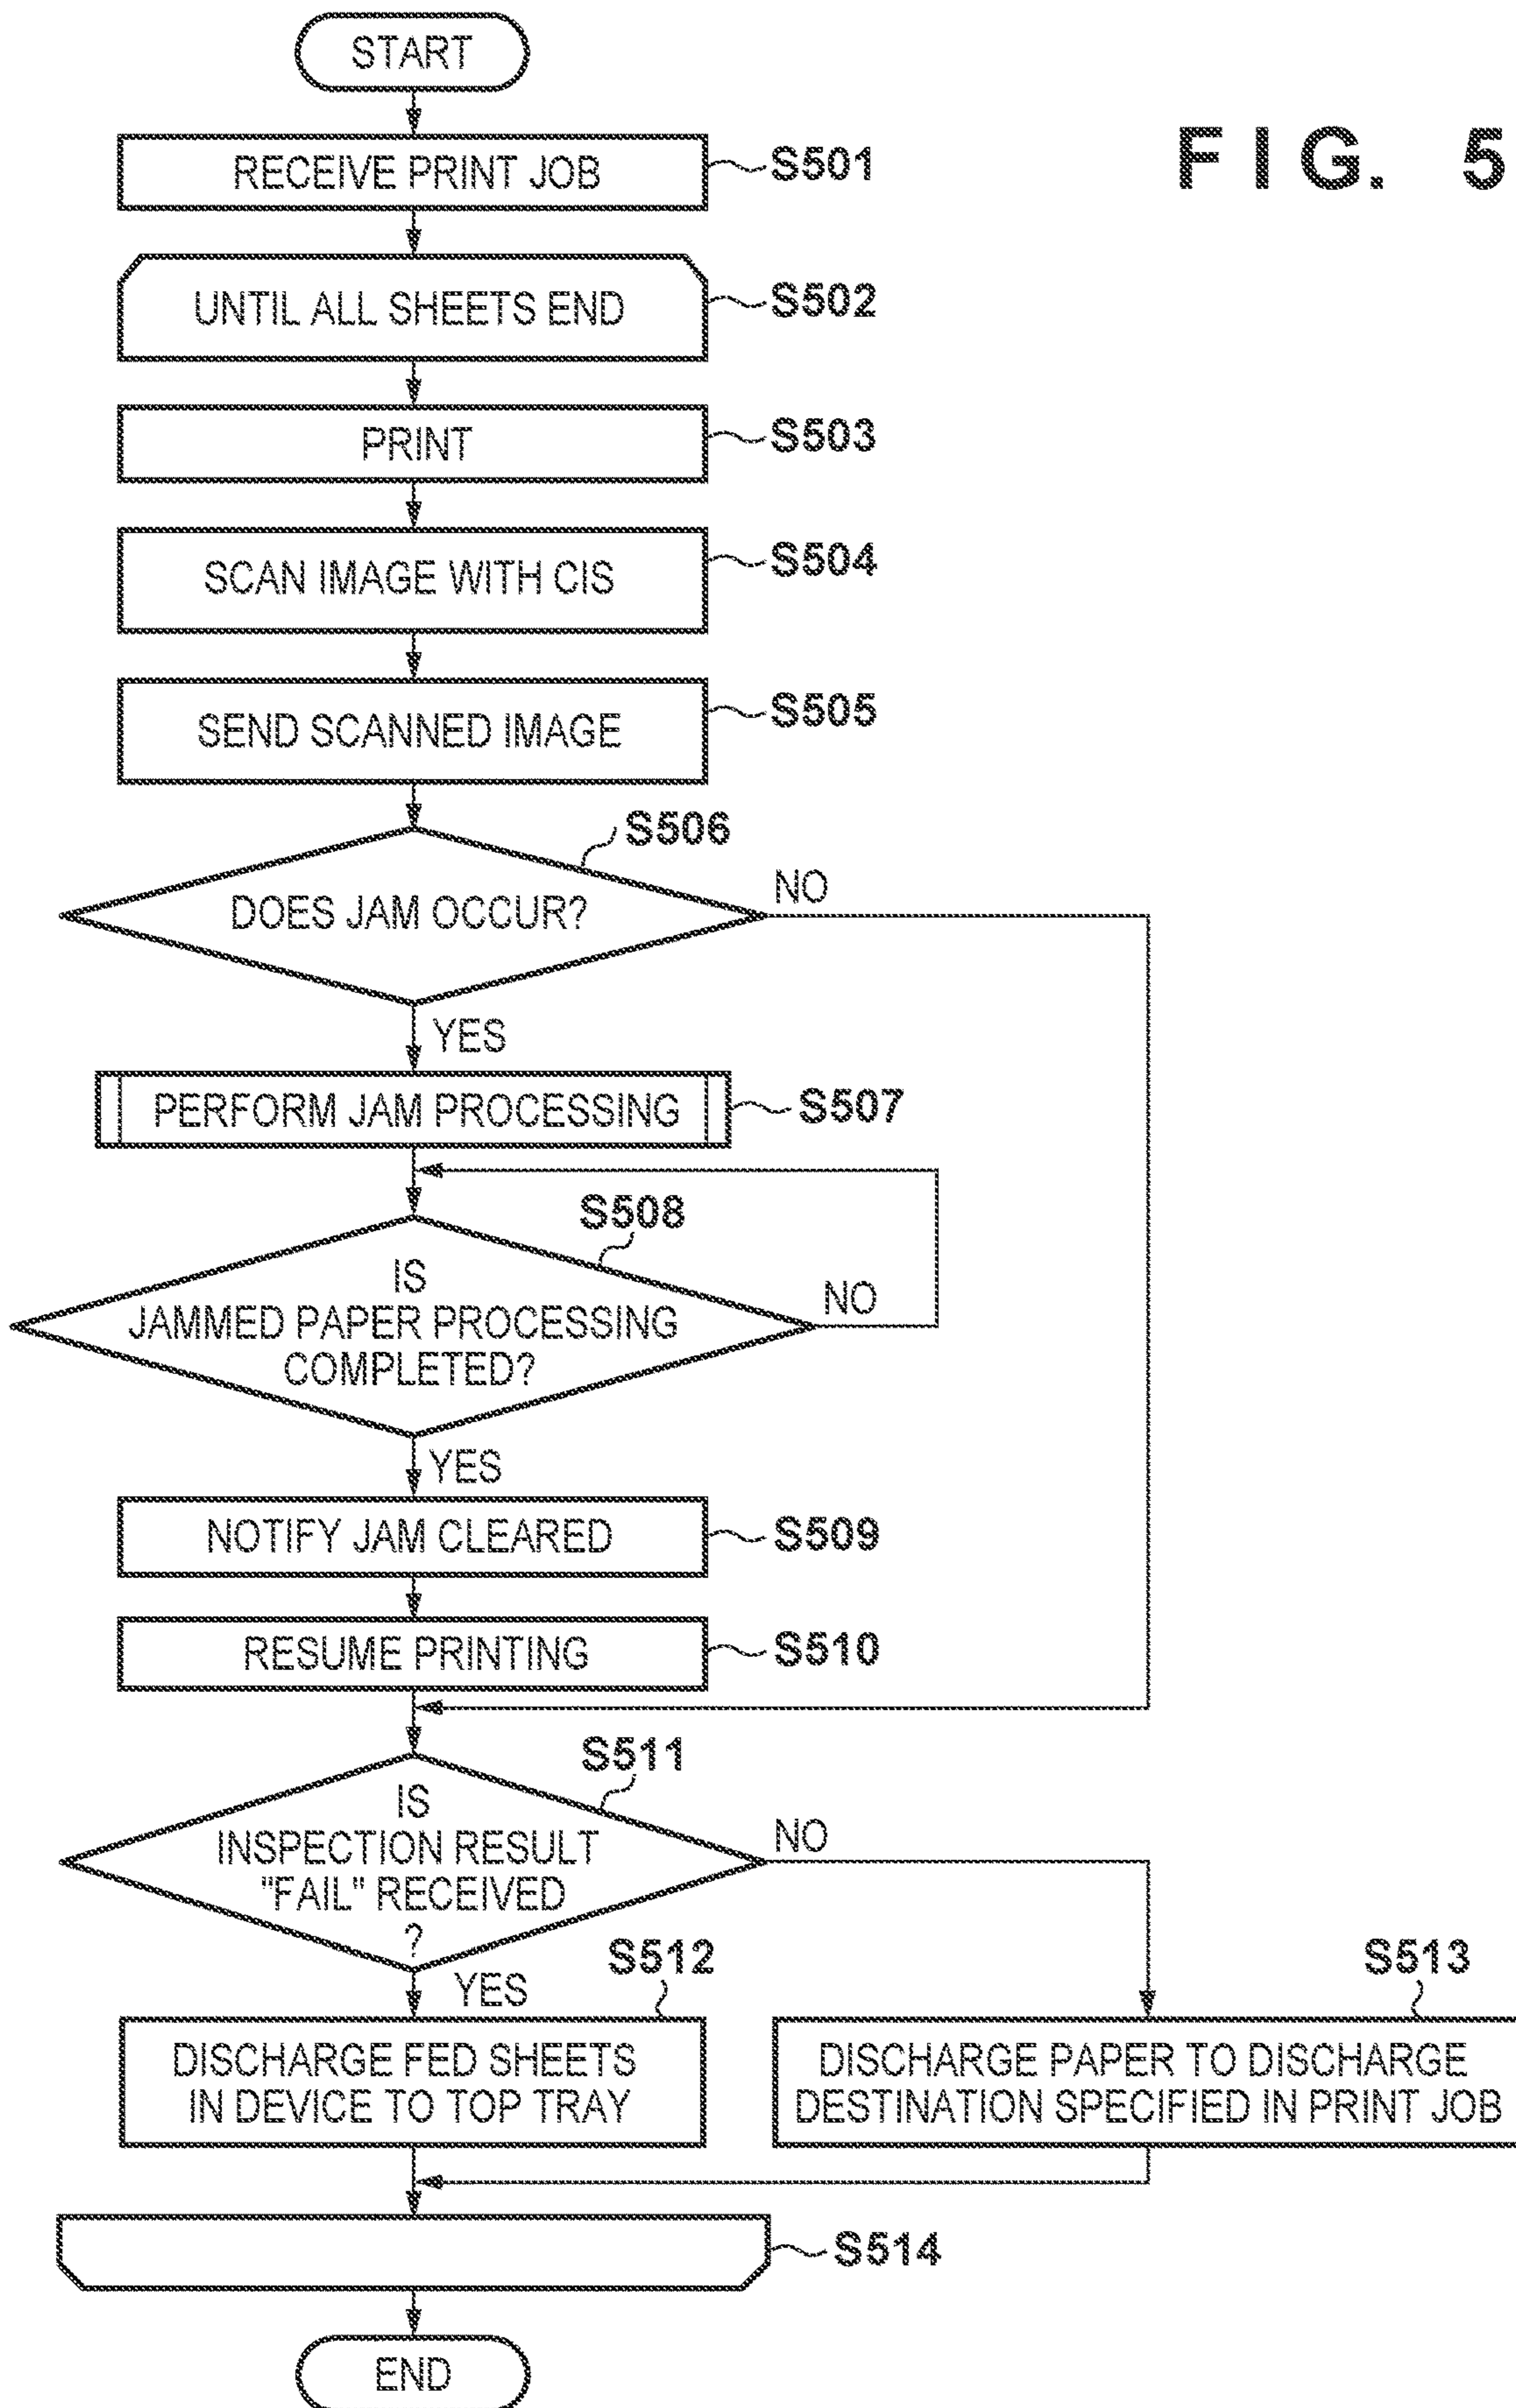 START
FIG. 5
RECEIVE PRINT JOB
S501
UNTIL ALL SHEETS END
S502
PRINT
S503
SCAN IMAGE WITH CIS
S504
SEND SCANNED IMAGE
S505
S506
DOES JAM OCCUR?
NO
YES
PERFORM JAM PROCESSING
S507
S508
IS
JAMMED PAPER PROCESSING
COMPLETED?
NO
YES
NOTIFY JAM CLEARED
S509
RESUME PRINTING
S510
S511
IS
INSPECTION RESULT
"FAIL" RECEIVED
?
NO
YES
S512
S513
DISCHARGE FED SHEETS
IN DEVICE TO TOP TRAY
DISCHARGE PAPER TO DISCHARGE
DESTINATION SPECIFIED IN PRINT JOB
S514
END